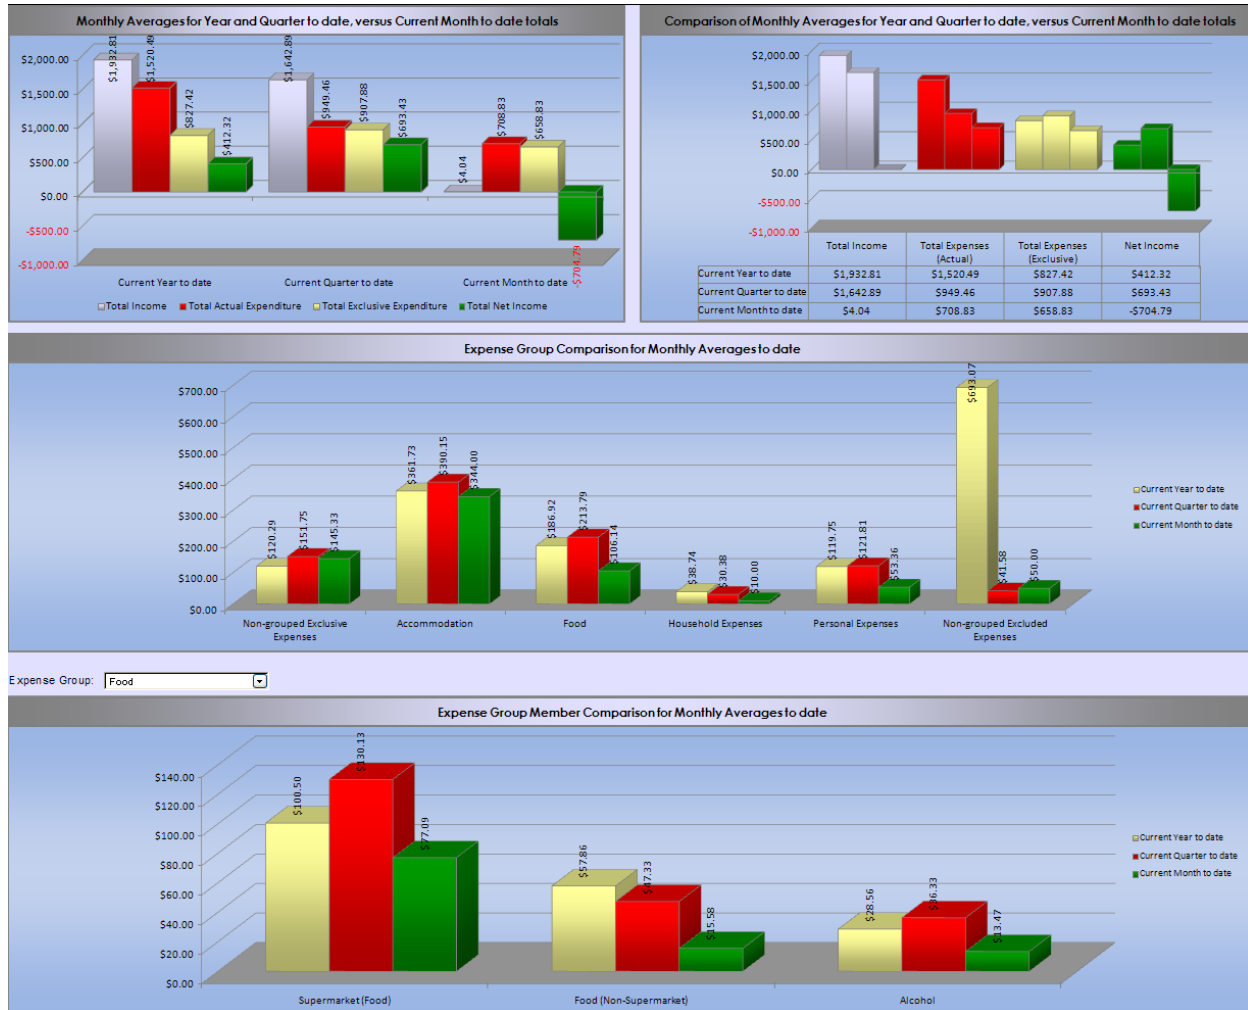 Monthly Averages for Year and Quarter to date, versus Current Month to date totals
$2,000.00
$1,500.00
$1,000.00
$500.00
$0.00
-$500.00
-$1,000.00
$1,932.81
$1,520.49
$827.42
$412.32
$1,642.89
$949.46
$907.88
$693.43
$4.04
$708.83
$658.83
-$704.79
Current Year to date
Current Quarter to date
Current Month to date
Total Income
Total Actual Expenditure
Total Exclusive Expenditure
Total Net Income
Comparison of Monthly Averages for Year and Quarter to date, versus Current Month to date totals
$2,000.00
$1,500.00
$1,000.00
$500.00
$0.00
-$500.00
-$1,000.00
Total Income Total Expenses Total Expenses Net Income
(Actual) (Exclusive)
Current Year to date $1,932.81 $1,520.49 $827.42 $412.32
Current Quarter to date $1,642.89 $949.46 $907.88 $693.43
Current Month to date $4.04 $708.83 $658.83 -$704.79
Expense Group Comparison for Monthly Averages to date
$700.00
$600.00
$500.00
$400.00
$300.00
$200.00
$100.00
$0.00
$120.29
$151.75
$145.33
$361.73
$390.15
$344.00
$186.92
$213.79
$106.14
$38.74
$30.38
$10.00
$119.75
$121.81
$53.36
$693.07
$41.58
$50.00
Non-grouped Exclusive
Expenses
Accommodation
Food
Household Expenses
Personal Expenses
Non-grouped Excluded
Expenses
Current Year to date
Current Quarter to date
Current Month to date
Expense Group: Food
Expense Group Member Comparison for Monthly Averages to date
$140.00
$120.00
$100.00
$80.00
$60.00
$40.00
$20.00
$0.00
$100.50
$130.13
$77.09
$57.86
$47.33
$15.58
$28.56
$36.33
$13.47
Supermarket (Food)
Food (Non-Supermarket)
Alcohol
Current Year to date
Current Quarter to date
Current Month to date